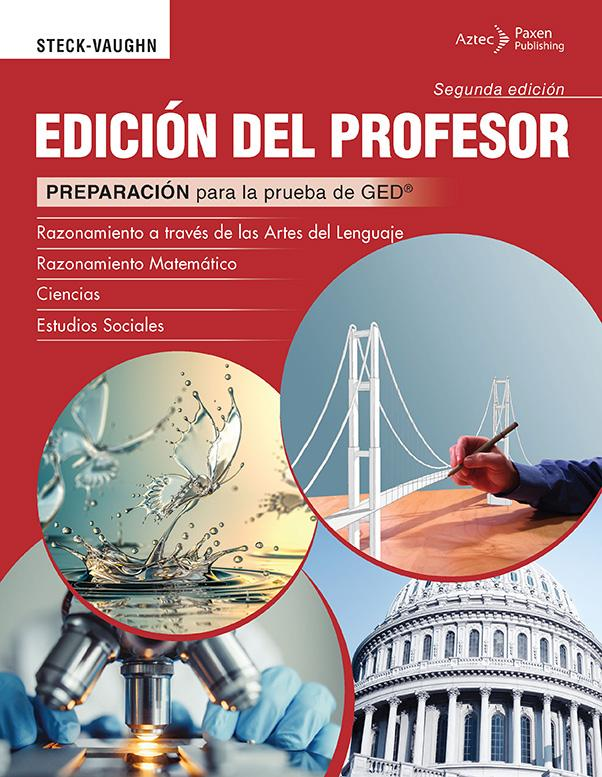 STECK-VAUGHN
Aztec Paxen
Publishing
Segunda edición
EDICIÓN DEL PROFESOR
PREPARACIÓN para la prueba de GED®
Razonamiento a través de las Artes del Lenguaje
Razonamiento Matemático
Ciencias
Estudios Sociales